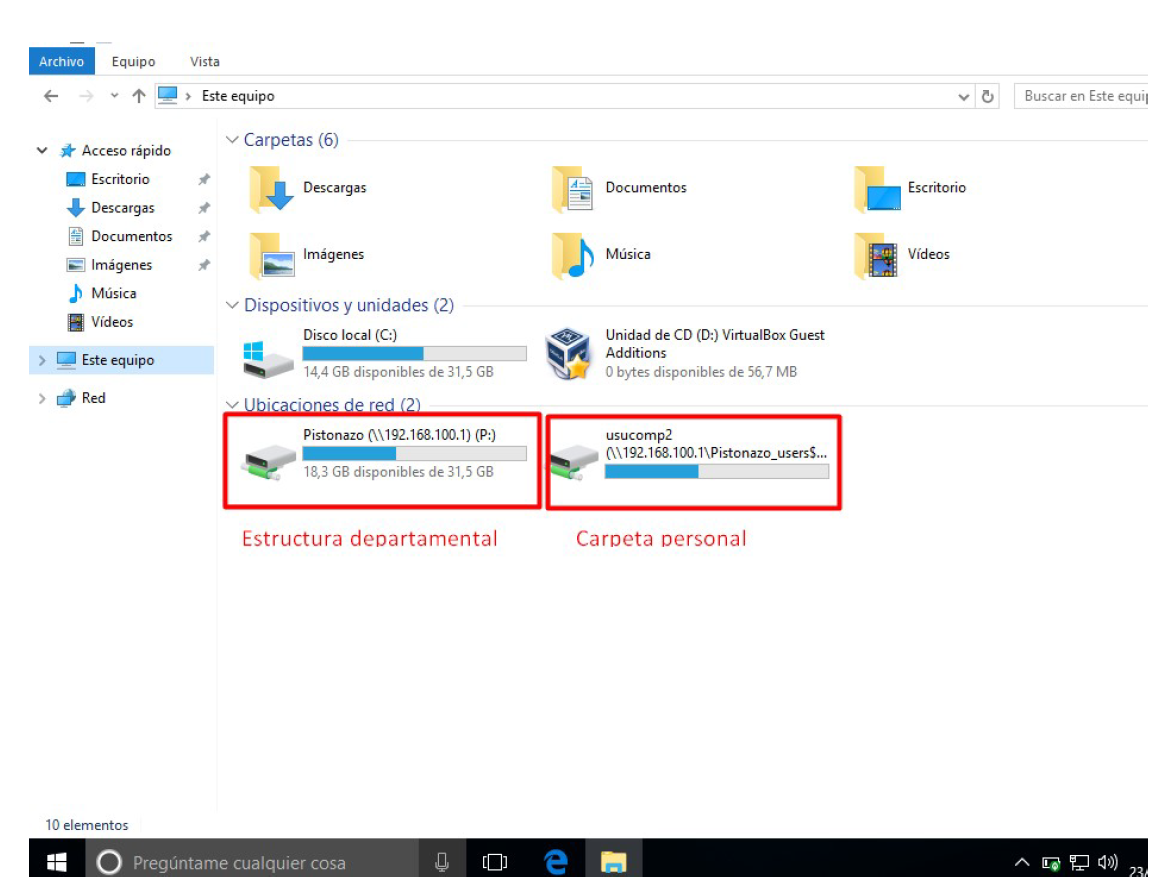 Archivo Equipo Vista
Este equipo
Buscar en Este equip
Acceso rápido
Escritorio
Descargas
Documentos
Imágenes
Música
Vídeos
Este equipo
Red
Carpetas (6)
Descargas
Documentos
Escritorio
Imágenes
Música
Vídeos
Dispositivos y unidades (2)
Disco local (C:)
14,4 GB disponibles de 31,5 GB
Unidad de CD (D:) VirtualBox Guest
Additions
0 bytes disponibles de 56,7 MB
Ubicaciones de red (2)
Pistonazo (\\192.168.100.1) (P:)
18,3 GB disponibles de 31,5 GB
usucomp2
(\\192.168.100.1\Pistonazo_users$...
Estructura departamental
Carpeta personal
10 elementos
Pregúntame cualquier cosa
23/